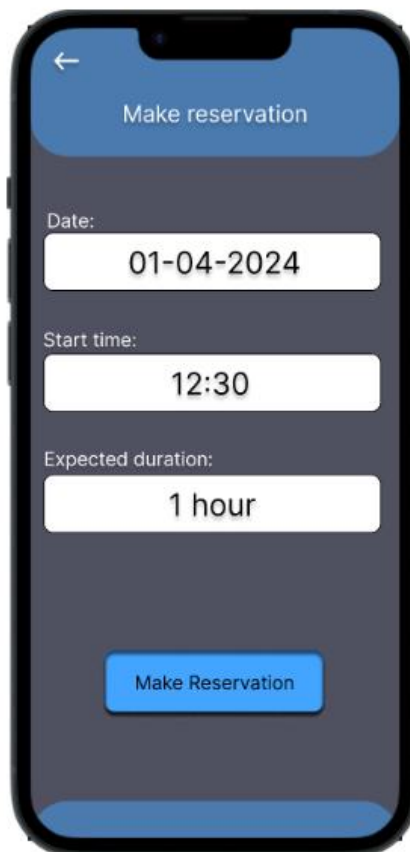 Make reservation
Date:
01-04-2024
Start time:
12:30
Expected duration:
1 hour
Make Reservation